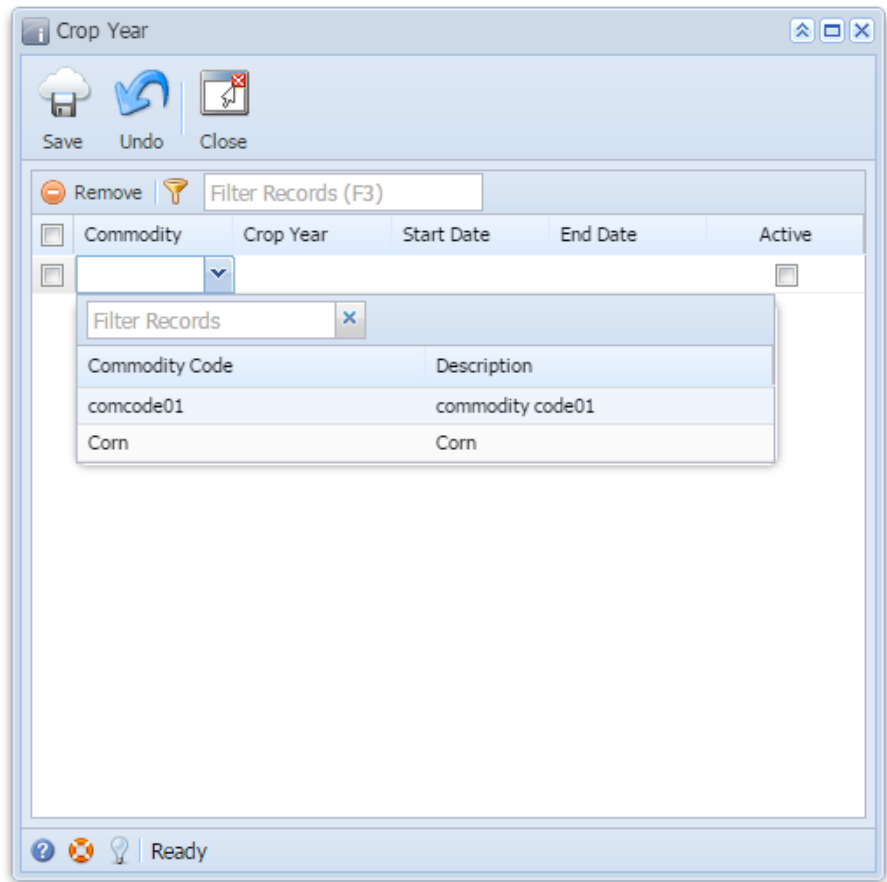 Crop Year
Save Undo Close
Remove Filter Records (F3)
Commodity Crop Year Start Date End Date Active
Filter Records
Commodity Code Description
comcode01 commodity code01
Corn Corn
Ready